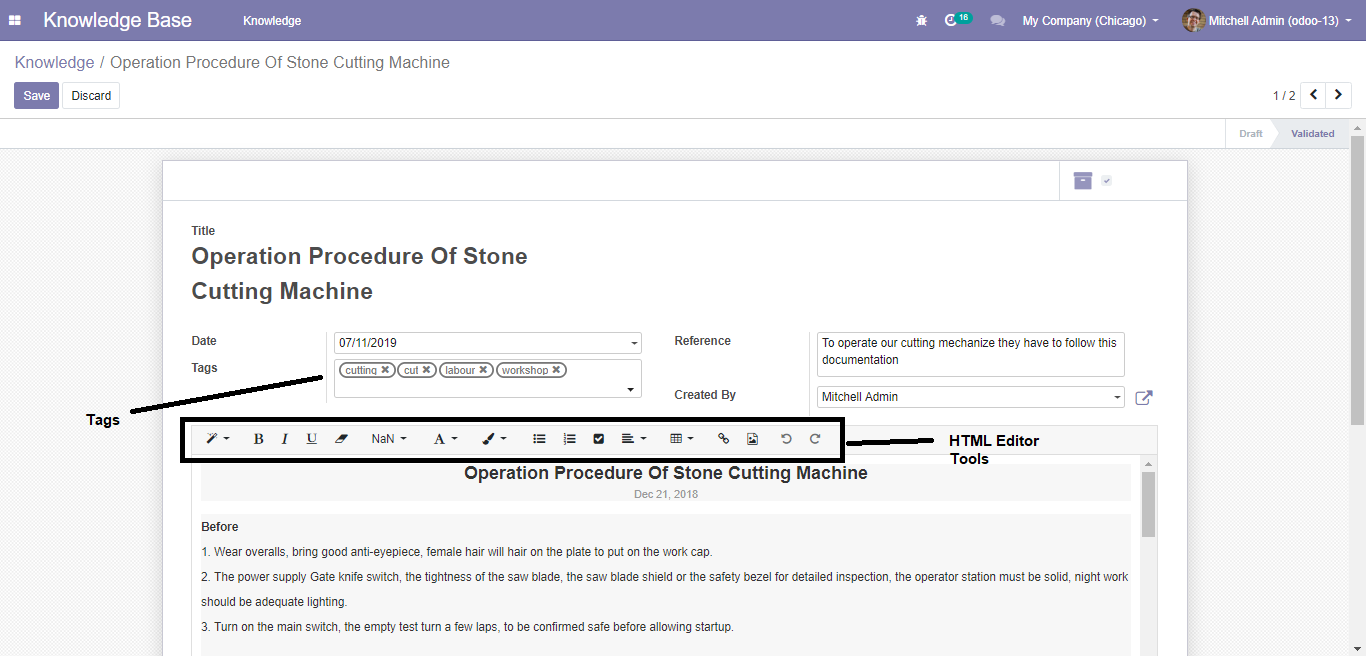 Knowledge Base Knowledge 16 My Company (Chicago) Mitchell Admin (odoo-13)
Knowledge / Operation Procedure Of Stone Cutting Machine
Save Discard 1 / 2
Draft Validated
Title
Operation Procedure Of Stone
Cutting Machine
Date 07/11/2019
Reference To operate our cutting mechanize they have to follow this
documentation
Tags cutting cut labour workshop
Created By Mitchell Admin
Tags
B I U NaN A
HTML Editor
Tools
Operation Procedure Of Stone Cutting Machine
Dec 21, 2018
Before
1. Wear overalls, bring good anti-eyepiece, female hair will hair on the plate to put on the work cap.
2. The power supply Gate knife switch, the tightness of the saw blade, the saw blade shield or the safety bezel for detailed inspection, the operator station must be solid, night work
should be adequate lighting.
3. Turn on the main switch, the empty test turn a few laps, to be confirmed safe before allowing startup.